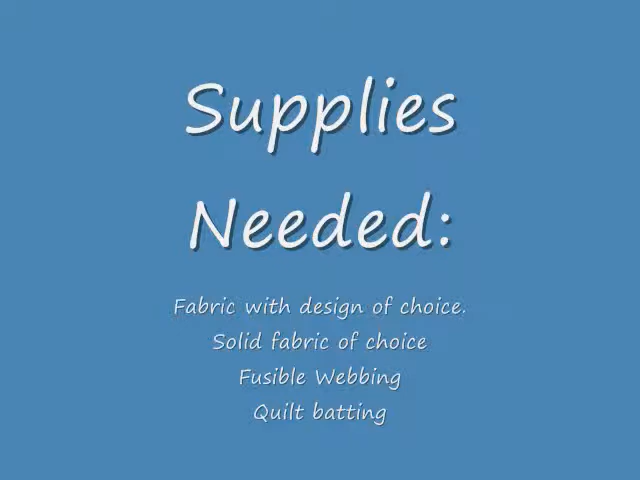 Supplies
Needed:
Fabric with design of choice.
Solid fabric of choice
Fusible Webbing
Quilt batting